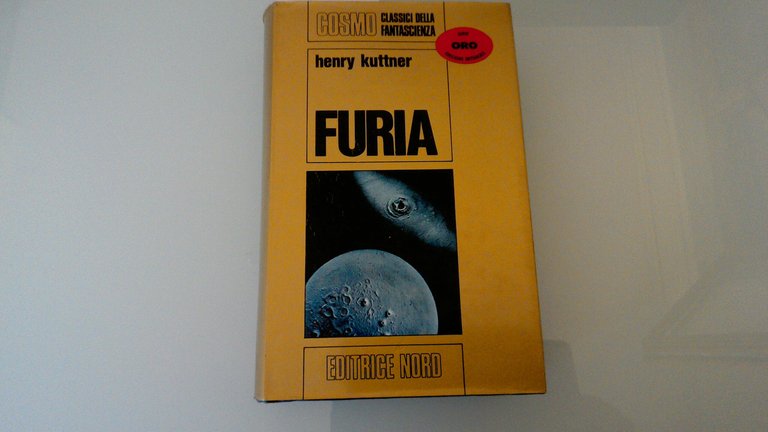 COSMO
CLASSICI DELLA
FANTASCIENZA
ORO
henry kuttner
FURIA
EDITRICE NORD